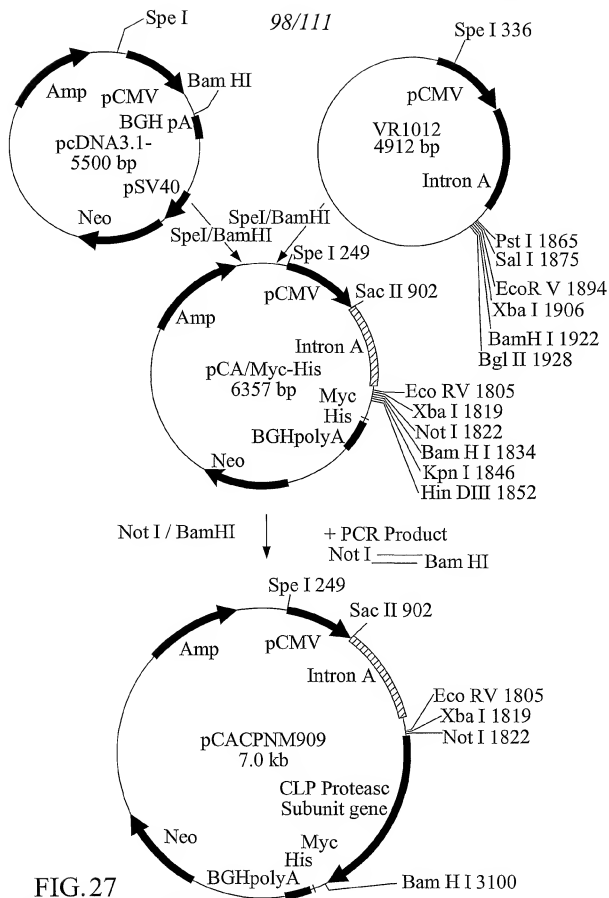 98/111
Spe I
Amp
pCMV
Bam HI
BGH pA
pcDNA3.1-
5500 bp
pSV40
Neo
Spe I 336
pCMV
VR1012
4912 bp
Intron A
Pst I 1865
Sal I 1875
EcoR V 1894
Xba I 1906
BamH I 1922
Bgl II 1928
SpeI/BamHI
SpeI/BamHI
Spe I 249
pCMV
Sac II 902
Amp
Intron A
pCA/Myc-His
6357 bp
Myc
His
BGHpolyA
Neo
Eco RV 1805
Xba I 1819
Not I 1822
Bam H I 1834
Kpn I 1846
Hin DIII 1852
Not I / BamHI
+ PCR Product
Not I
Bam HI
Spe I 249
Sac II 902
pCMV
Amp
Intron A
Eco RV 1805
Xba I 1819
Not I 1822
pCACPNM909
7.0 kb
CLP Proteasc
Subunit gene
Neo
Myc
His
BGHpolyA
Bam H I 3100
FIG.27